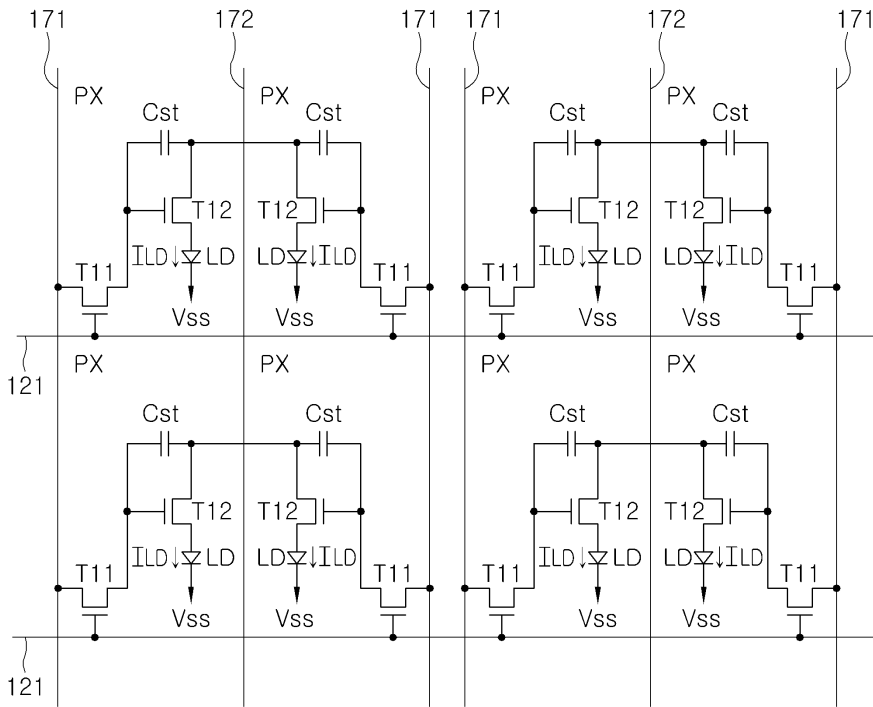 171 172 171 171 172 171
PX PX PX PX
Cst Cst Cst Cst
T12 T12 T12 T12
T11 ILD LD LD ILD T11 T11 ILD LD LD ILD T11
Vss Vss Vss Vss
121
PX PX PX PX
Cst Cst Cst Cst
T12 T12 T12 T12
T11 ILD LD LD ILD T11 T11 ILD LD LD ILD T11
Vss Vss Vss Vss
121